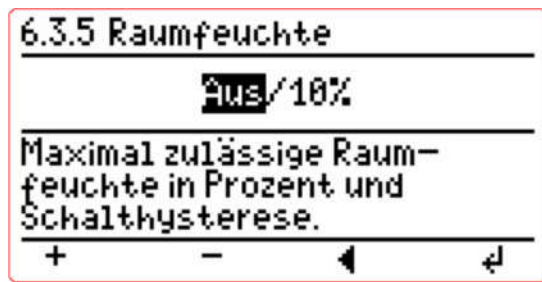 6.3.5 Raumfeuchte
Aus/10%
Maximal zulässige Raum-
feuchte in Prozent und
Schalthysterese.
+ - ◀ ↲